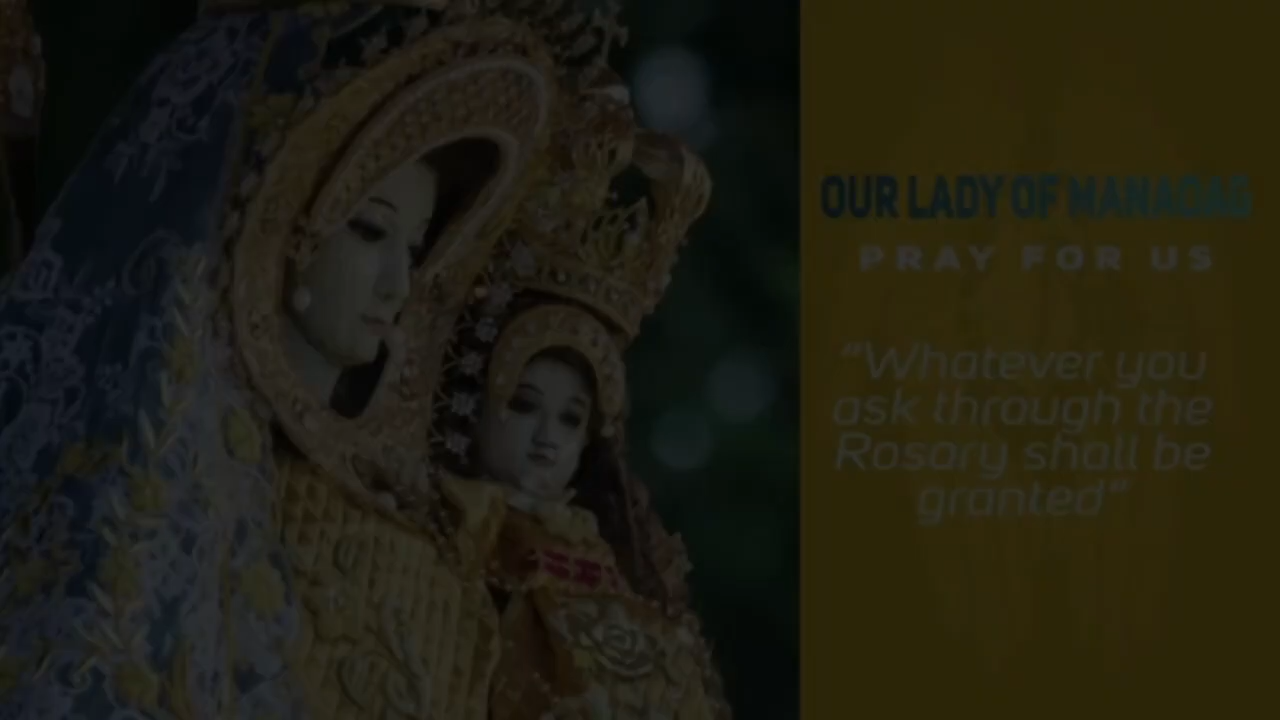 OUR LADY OF MANAOAG
PRAY FOR US
“Whatever you
ask through the
Rosary shall be
granted”